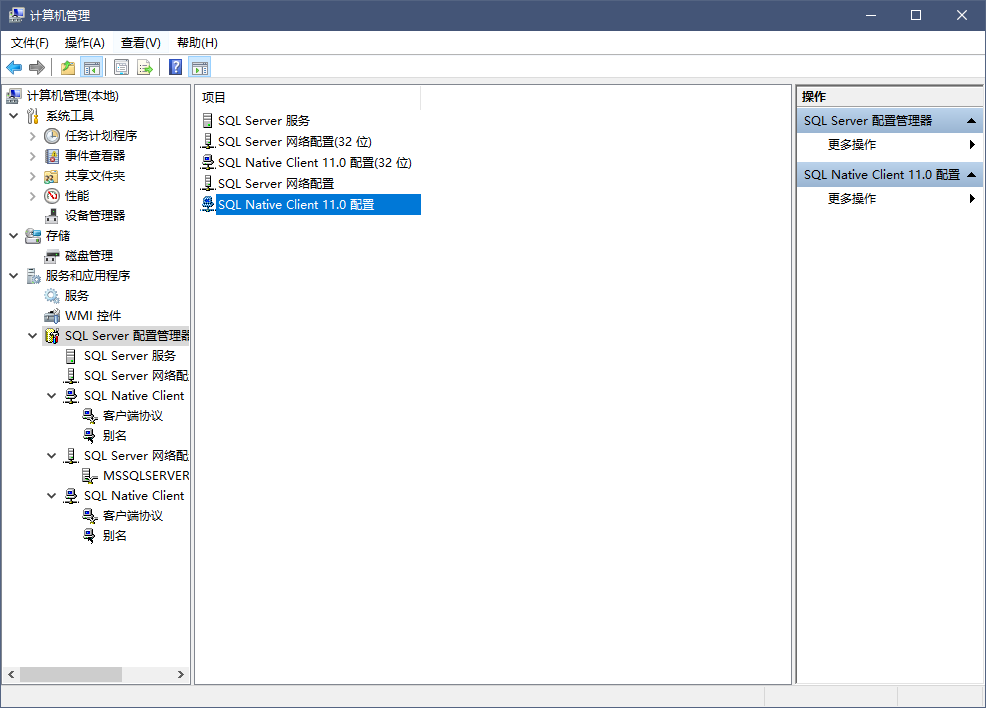 计算机管理
文件(F) 操作(A) 查看(V) 帮助(H)
计算机管理(本地)
系统工具
任务计划程序
事件查看器
共享文件夹
性能
设备管理器
存储
磁盘管理
服务和应用程序
服务
WMI 控件
SQL Server 配置管理器
SQL Server 服务
SQL Server 网络配
SQL Native Client
客户端协议
别名
SQL Server 网络配
MSSQLSERVER
SQL Native Client
客户端协议
别名
项目
SQL Server 服务
SQL Server 网络配置(32 位)
SQL Native Client 11.0 配置(32 位)
SQL Server 网络配置
SQL Native Client 11.0 配置
操作
SQL Server 配置管理器
更多操作
SQL Native Client 11.0 配置
更多操作